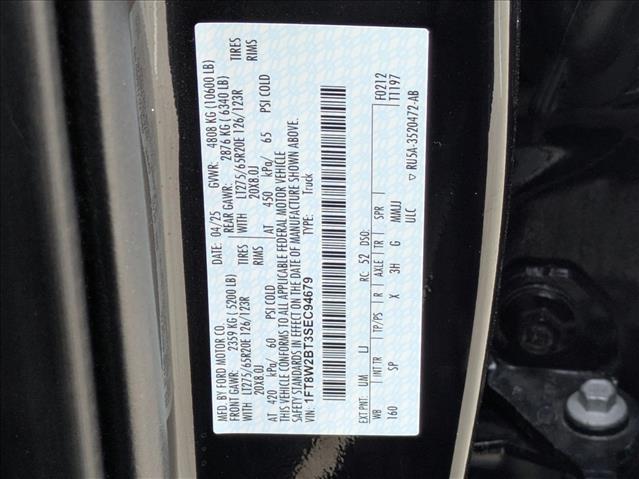 MFD. BY FORD MOTOR CO. DATE: 04/25 GVWR: 4808 KG (10600 LB)
FRONT GAWR: 2359 KG (5200 LB) REAR GAWR: 2876 KG (6340 LB)
WITH LT275/65R20E 126/123R TIRES WITH LT275/65R20E 126/123R TIRES
20X8.0J RIMS 20X8.0J RIMS
AT 420 kPa/ 60 PSI COLD AT 450 kPa/ 65 PSI COLD
THIS VEHICLE CONFORMS TO ALL APPLICABLE FEDERAL MOTOR VEHICLE
SAFETY STANDARDS IN EFFECT ON THE DATE OF MANUFACTURE SHOWN ABOVE.
VIN: 1FT8W2BT3SEC94679 TYPE: Truck
EXT PNT: UM LJ RC: 52 DSO: F0212
WB INT TR TP/PS R AXLE TR SPR T1197
160 SP X 3H G MMJJ
ULC RU5A-3520472-AB